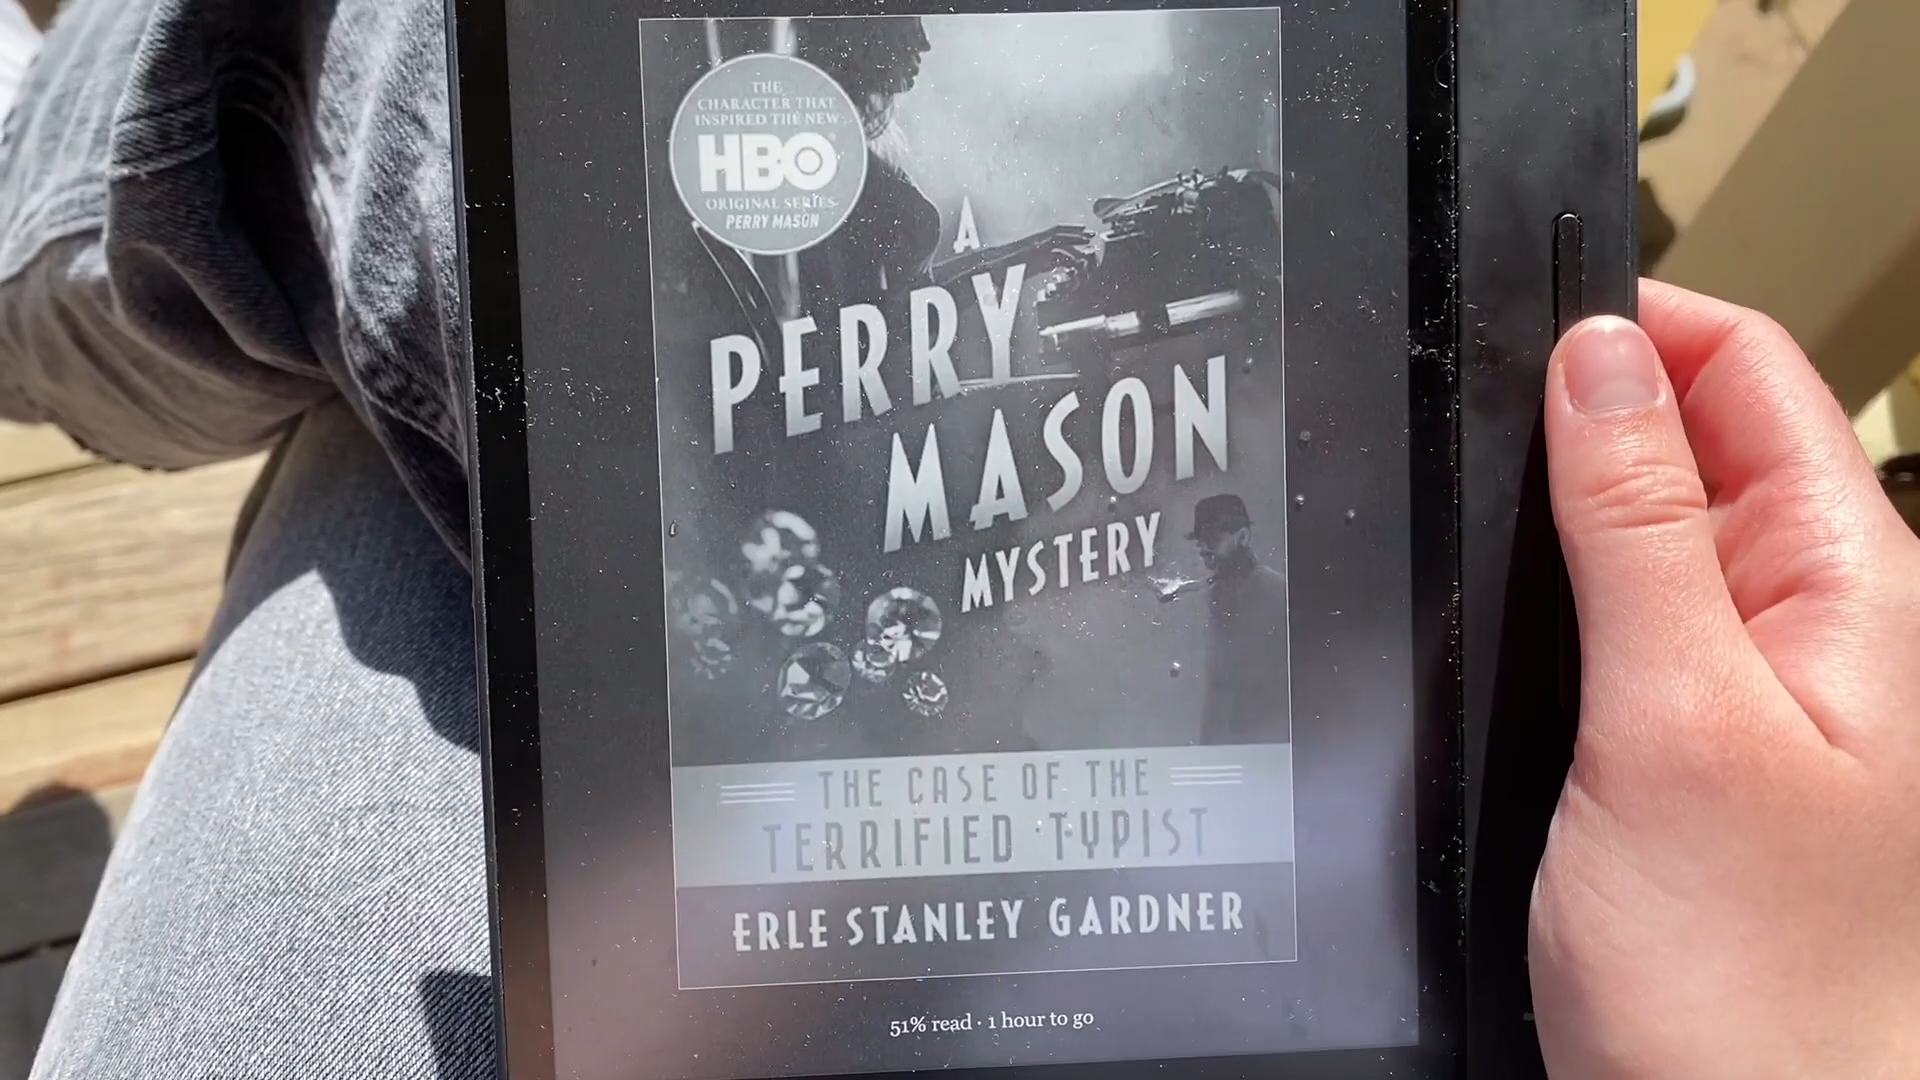 THE
CHARACTER THAT
INSPIRED THE NEW
HBO
ORIGINAL SERIES
PERRY MASON
A
PERRY
MASON
MYSTERY
THE CASE OF THE
TERRIFIED TYPIST
ERLE STANLEY GARDNER
51% read · 1 hour to go